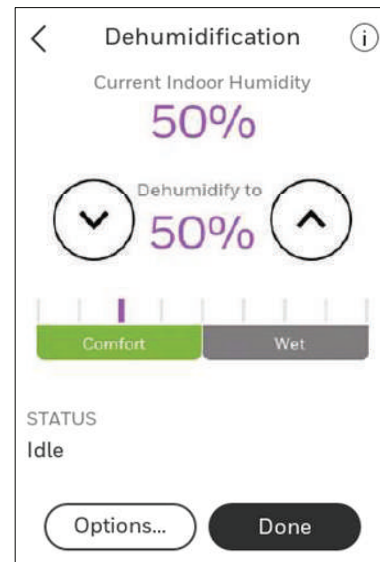 Dehumidification i
Current Indoor Humidity
50%
Dehumidify to
50%
Comfort Wet
STATUS
Idle
Options... Done